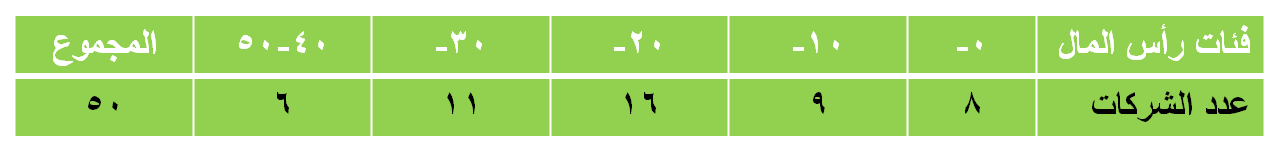 فئات رأس المال ٠- ١٠- ٢٠- ٣٠- ٤٠-٥٠ المجموع
عدد الشركات ٨ ٩ ١٦ ١١ ٦ ٥٠